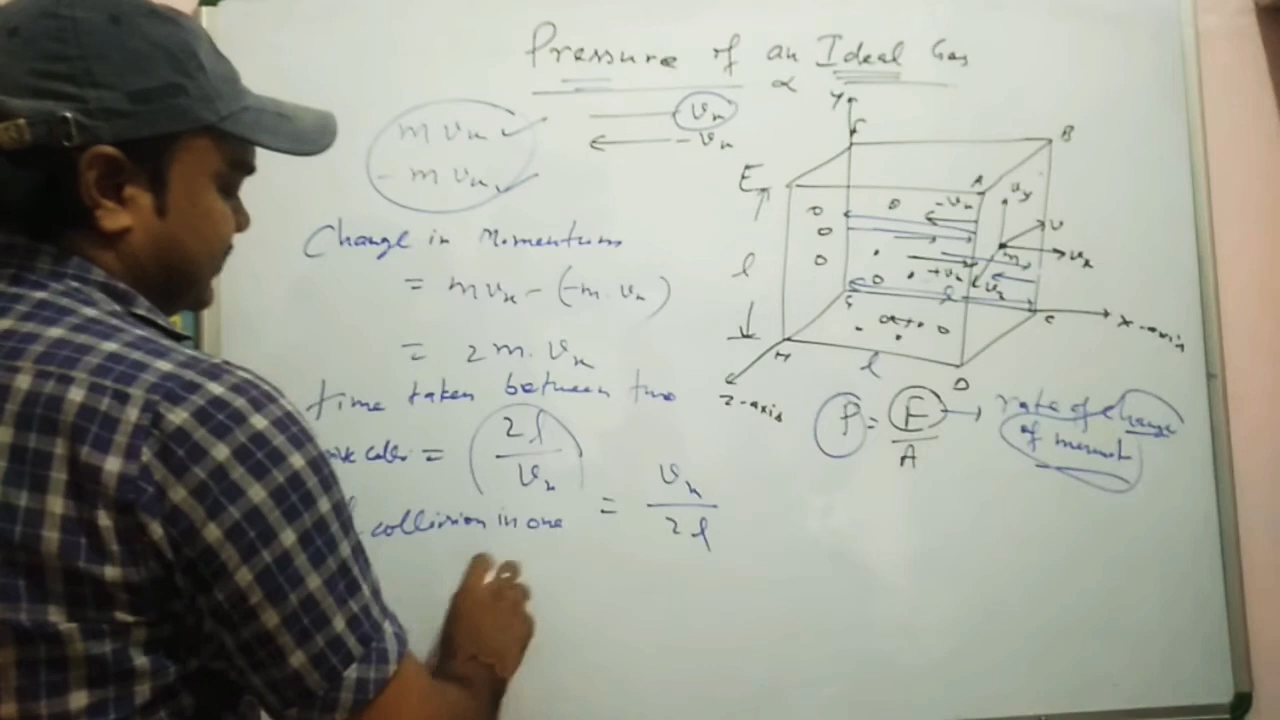 Pressure of an Ideal Gas
m vx
- m vx
vx
- vx
Change in Momentum
= m vx - (-m. vx)
= 2 m. vx
Time taken between two
= 2l / vx
collision in one = vx / 2l
Y
B
E
A
vy
-vx
v
vx
m
+vx
vz
l
l
G
C
X-axis
H
l
D
Z-axis
P = F / A → rate of change
of moment